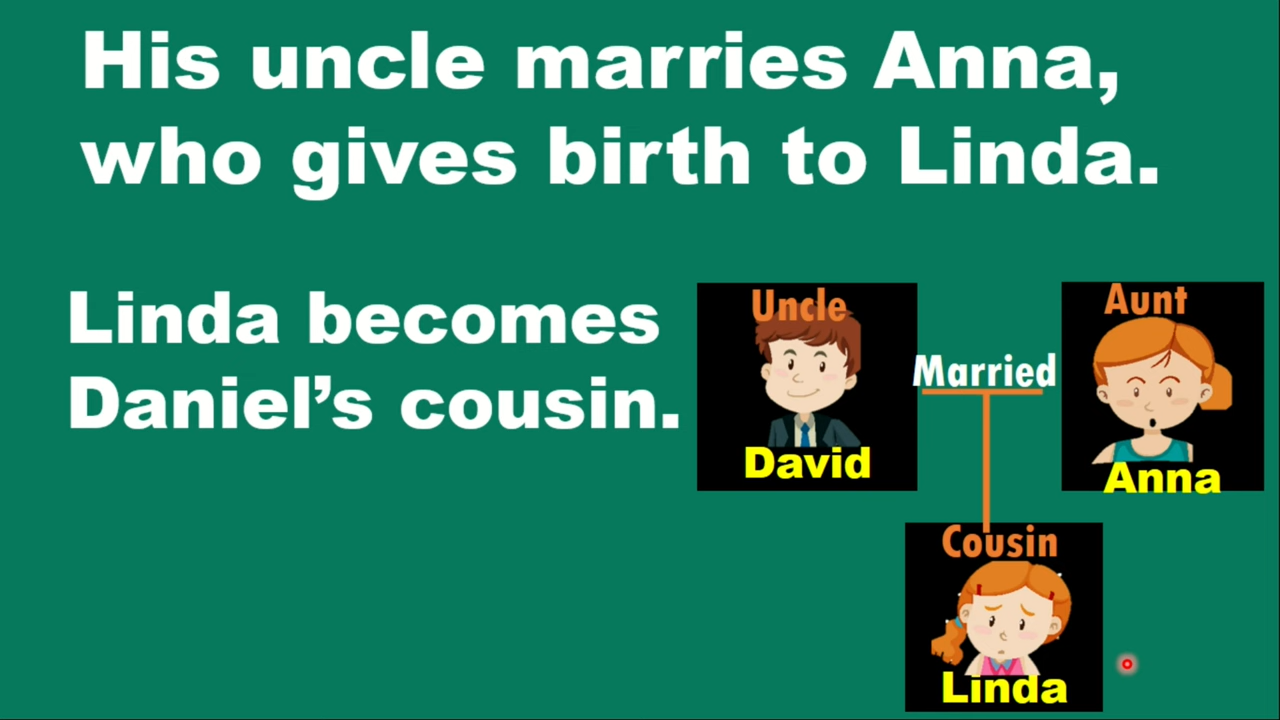 His uncle marries Anna,
who gives birth to Linda.
Linda becomes
Daniel’s cousin.
Uncle
Married
Aunt
David
Anna
Cousin
Linda